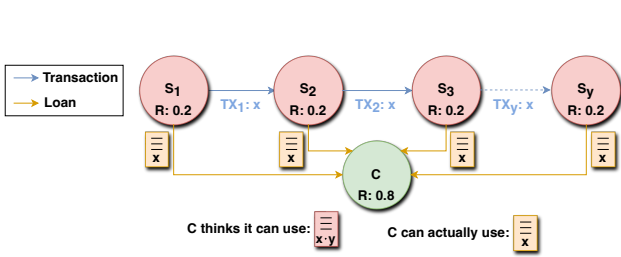 Transaction
Loan
S1
R: 0.2
S2
R: 0.2
S3
R: 0.2
Sy
R: 0.2
TX1: x
TX2: x
TXy: x
x
x
x
x
C
R: 0.8
C thinks it can use:
x·y
C can actually use:
x